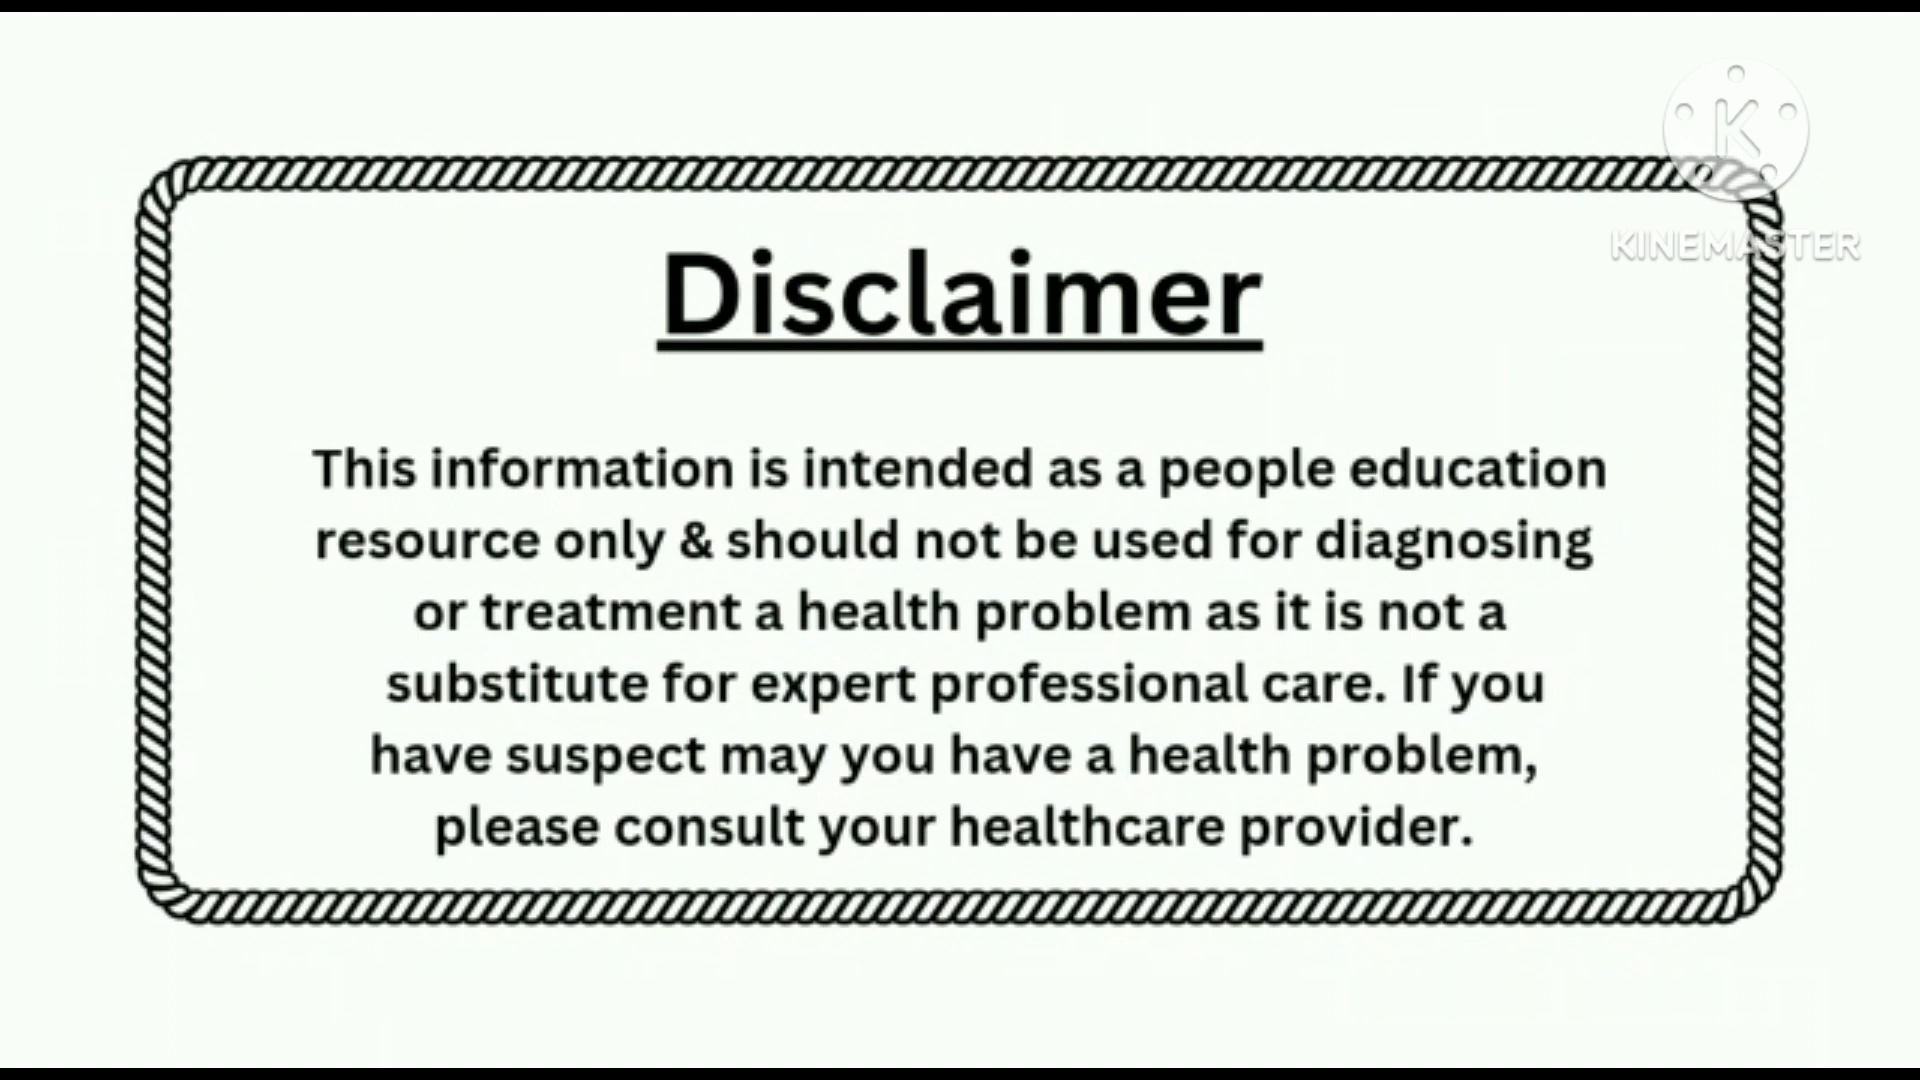 K
KINEMASTER
Disclaimer
This information is intended as a people education
resource only & should not be used for diagnosing
or treatment a health problem as it is not a
substitute for expert professional care. If you
have suspect may you have a health problem,
please consult your healthcare provider.